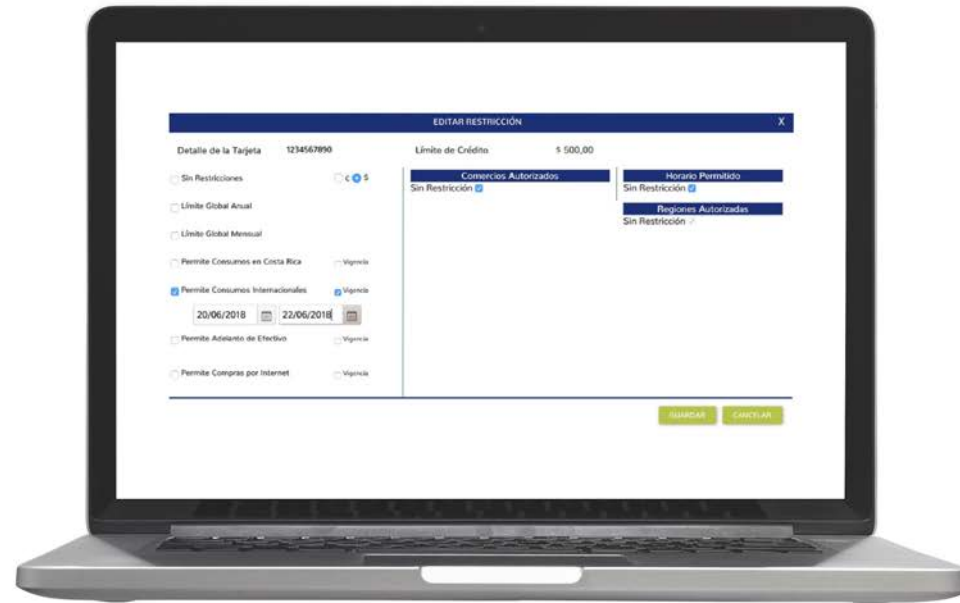 EDITAR RESTRICCIÓN X
Detalle de la Tarjeta 1234567890 Límite de Crédito $ 500,00
Sin Restricciones ₡ $
Límite Global Anual
Límite Global Mensual
Permite Consumos en Costa Rica Vigencia
Permite Consumos Internacionales Vigencia
20/06/2018 22/06/2018
Permite Adelanto de Efectivo Vigencia
Permite Compras por Internet Vigencia
Comercios Autorizados
Sin Restricción
Horario Permitido
Sin Restricción
Regiones Autorizadas
Sin Restricción
GUARDAR CANCELAR